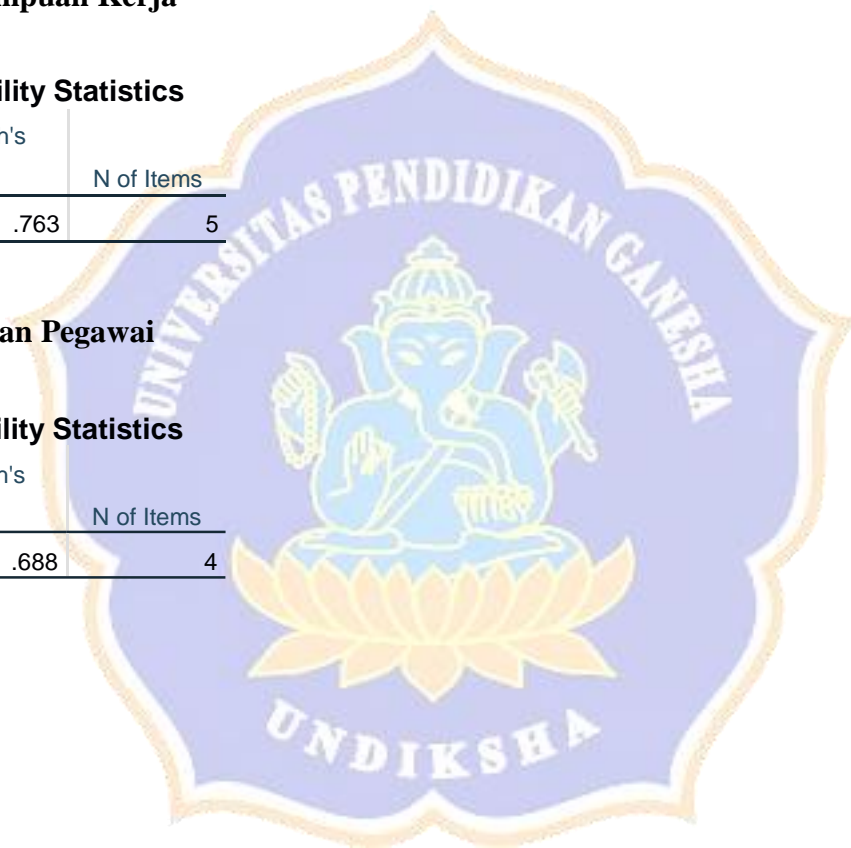 mpuan Kerja
ility Statistics
n's
N of Items
.763 5
an Pegawai
ility Statistics
n's
N of Items
.688 4
UNIVERSITAS PENDIDIKAN GANESHA
UNDIKSHA